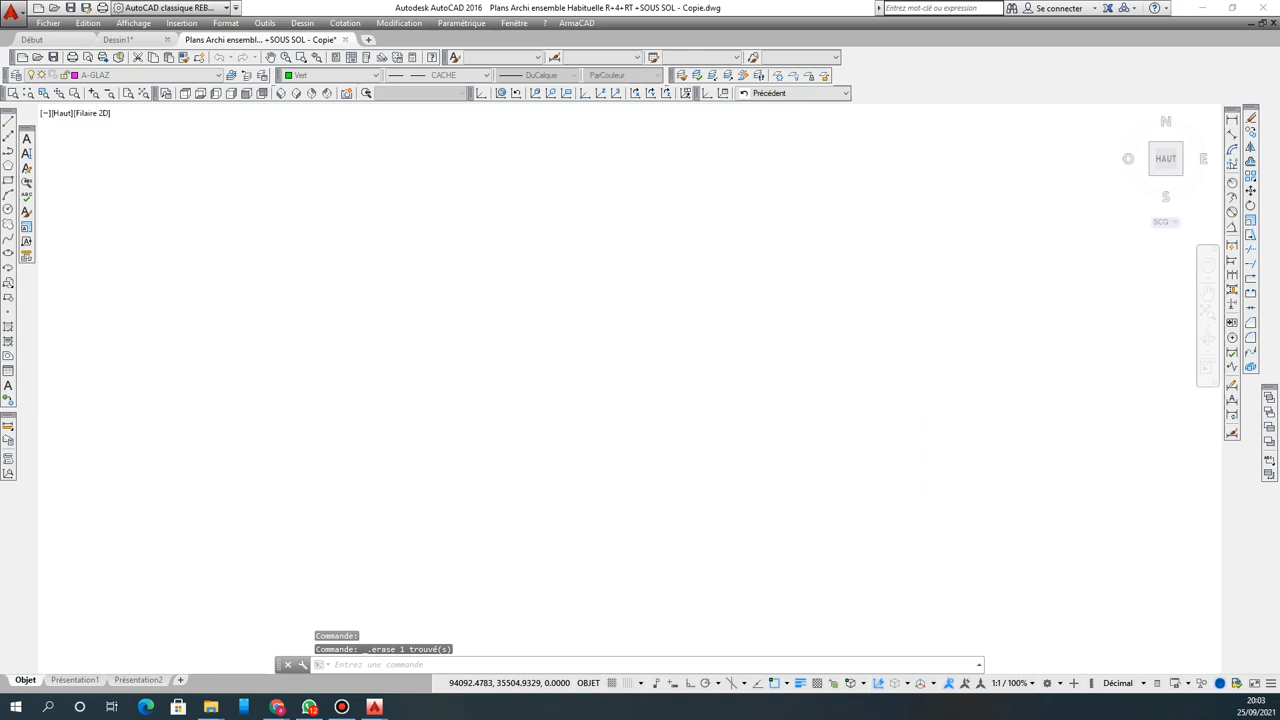 AutoCAD classique REB...
Autodesk AutoCAD 2016 Plans Archi ensemble Habituelle R+4+RT +SOUS SOL - Copie.dwg
Entrez mot-clé ou expression
Se connecter
Fichier Edition Affichage Insertion Format Outils Dessin Cotation Modification Paramétrique Fenêtre ? ArmaCAD
Début Dessin1* Plans Archi ensembl... +SOUS SOL - Copie*
A-GLAZ Vert CACHE DuCalque ParCouleur
Précédent
[−][Haut][Filaire 2D]
N
O HAUT E
S
SCG
Commande:
Commande: _.erase 1 trouvé(s)
Entrez une commande
Objet Présentation1 Présentation2 +
94092.4783, 35504.9329, 0.0000 OBJET 1:1 / 100% Décimal
20:03
25/09/2021